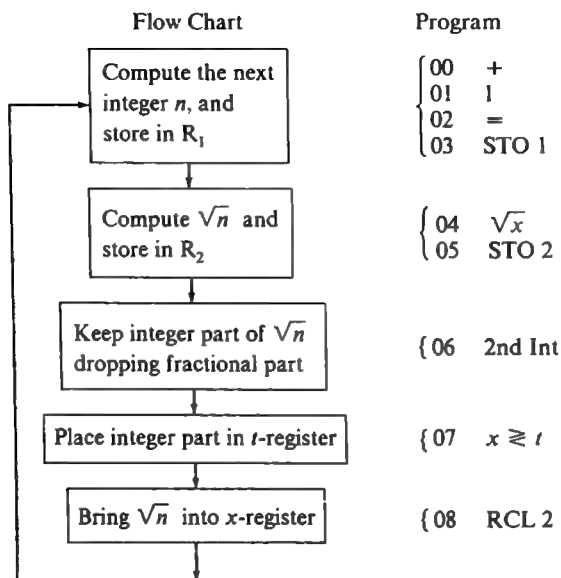 Flow Chart Program
Compute the next
integer n, and
store in R₁
{ 00 +
01 1
02 =
03 STO 1
Compute √n and
store in R₂
{ 04 √x
05 STO 2
Keep integer part of √n
dropping fractional part
{ 06 2nd Int
Place integer part in t-register
{ 07 x ≷ t
Bring √n into x-register
{ 08 RCL 2